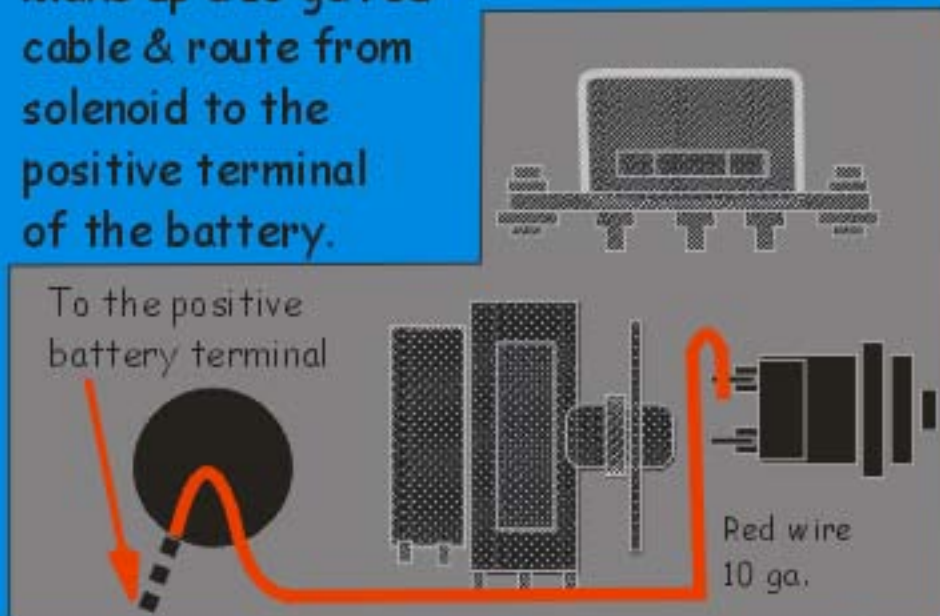 cable & route from
solenoid to the
positive terminal
of the battery.
To the positive
battery terminal
Red wire
10 ga.